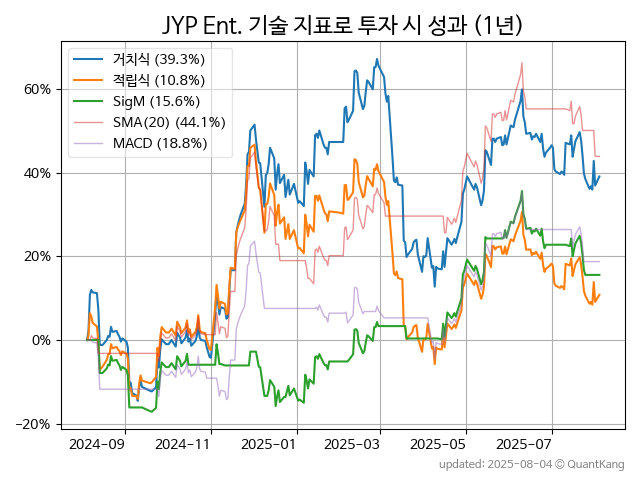 JYP Ent. 기술 지표로 투자 시 성과 (1년)
거치식 (39.3%)
적립식 (10.8%)
SigM (15.6%)
SMA(20) (44.1%)
MACD (18.8%)
60%
40%
20%
0%
−20%
2024-09
2024-11
2025-01
2025-03
2025-05
2025-07
updated: 2025-08-04 © QuantKang